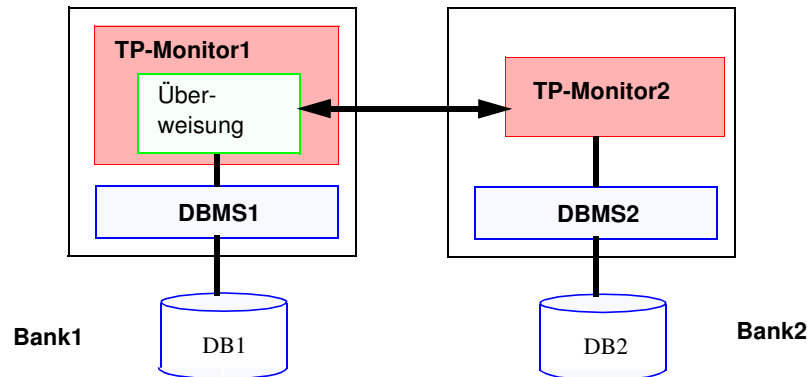 TP-Monitor1
Über-
weisung
TP-Monitor2
DBMS1
DBMS2
Bank1
DB1
DB2
Bank2